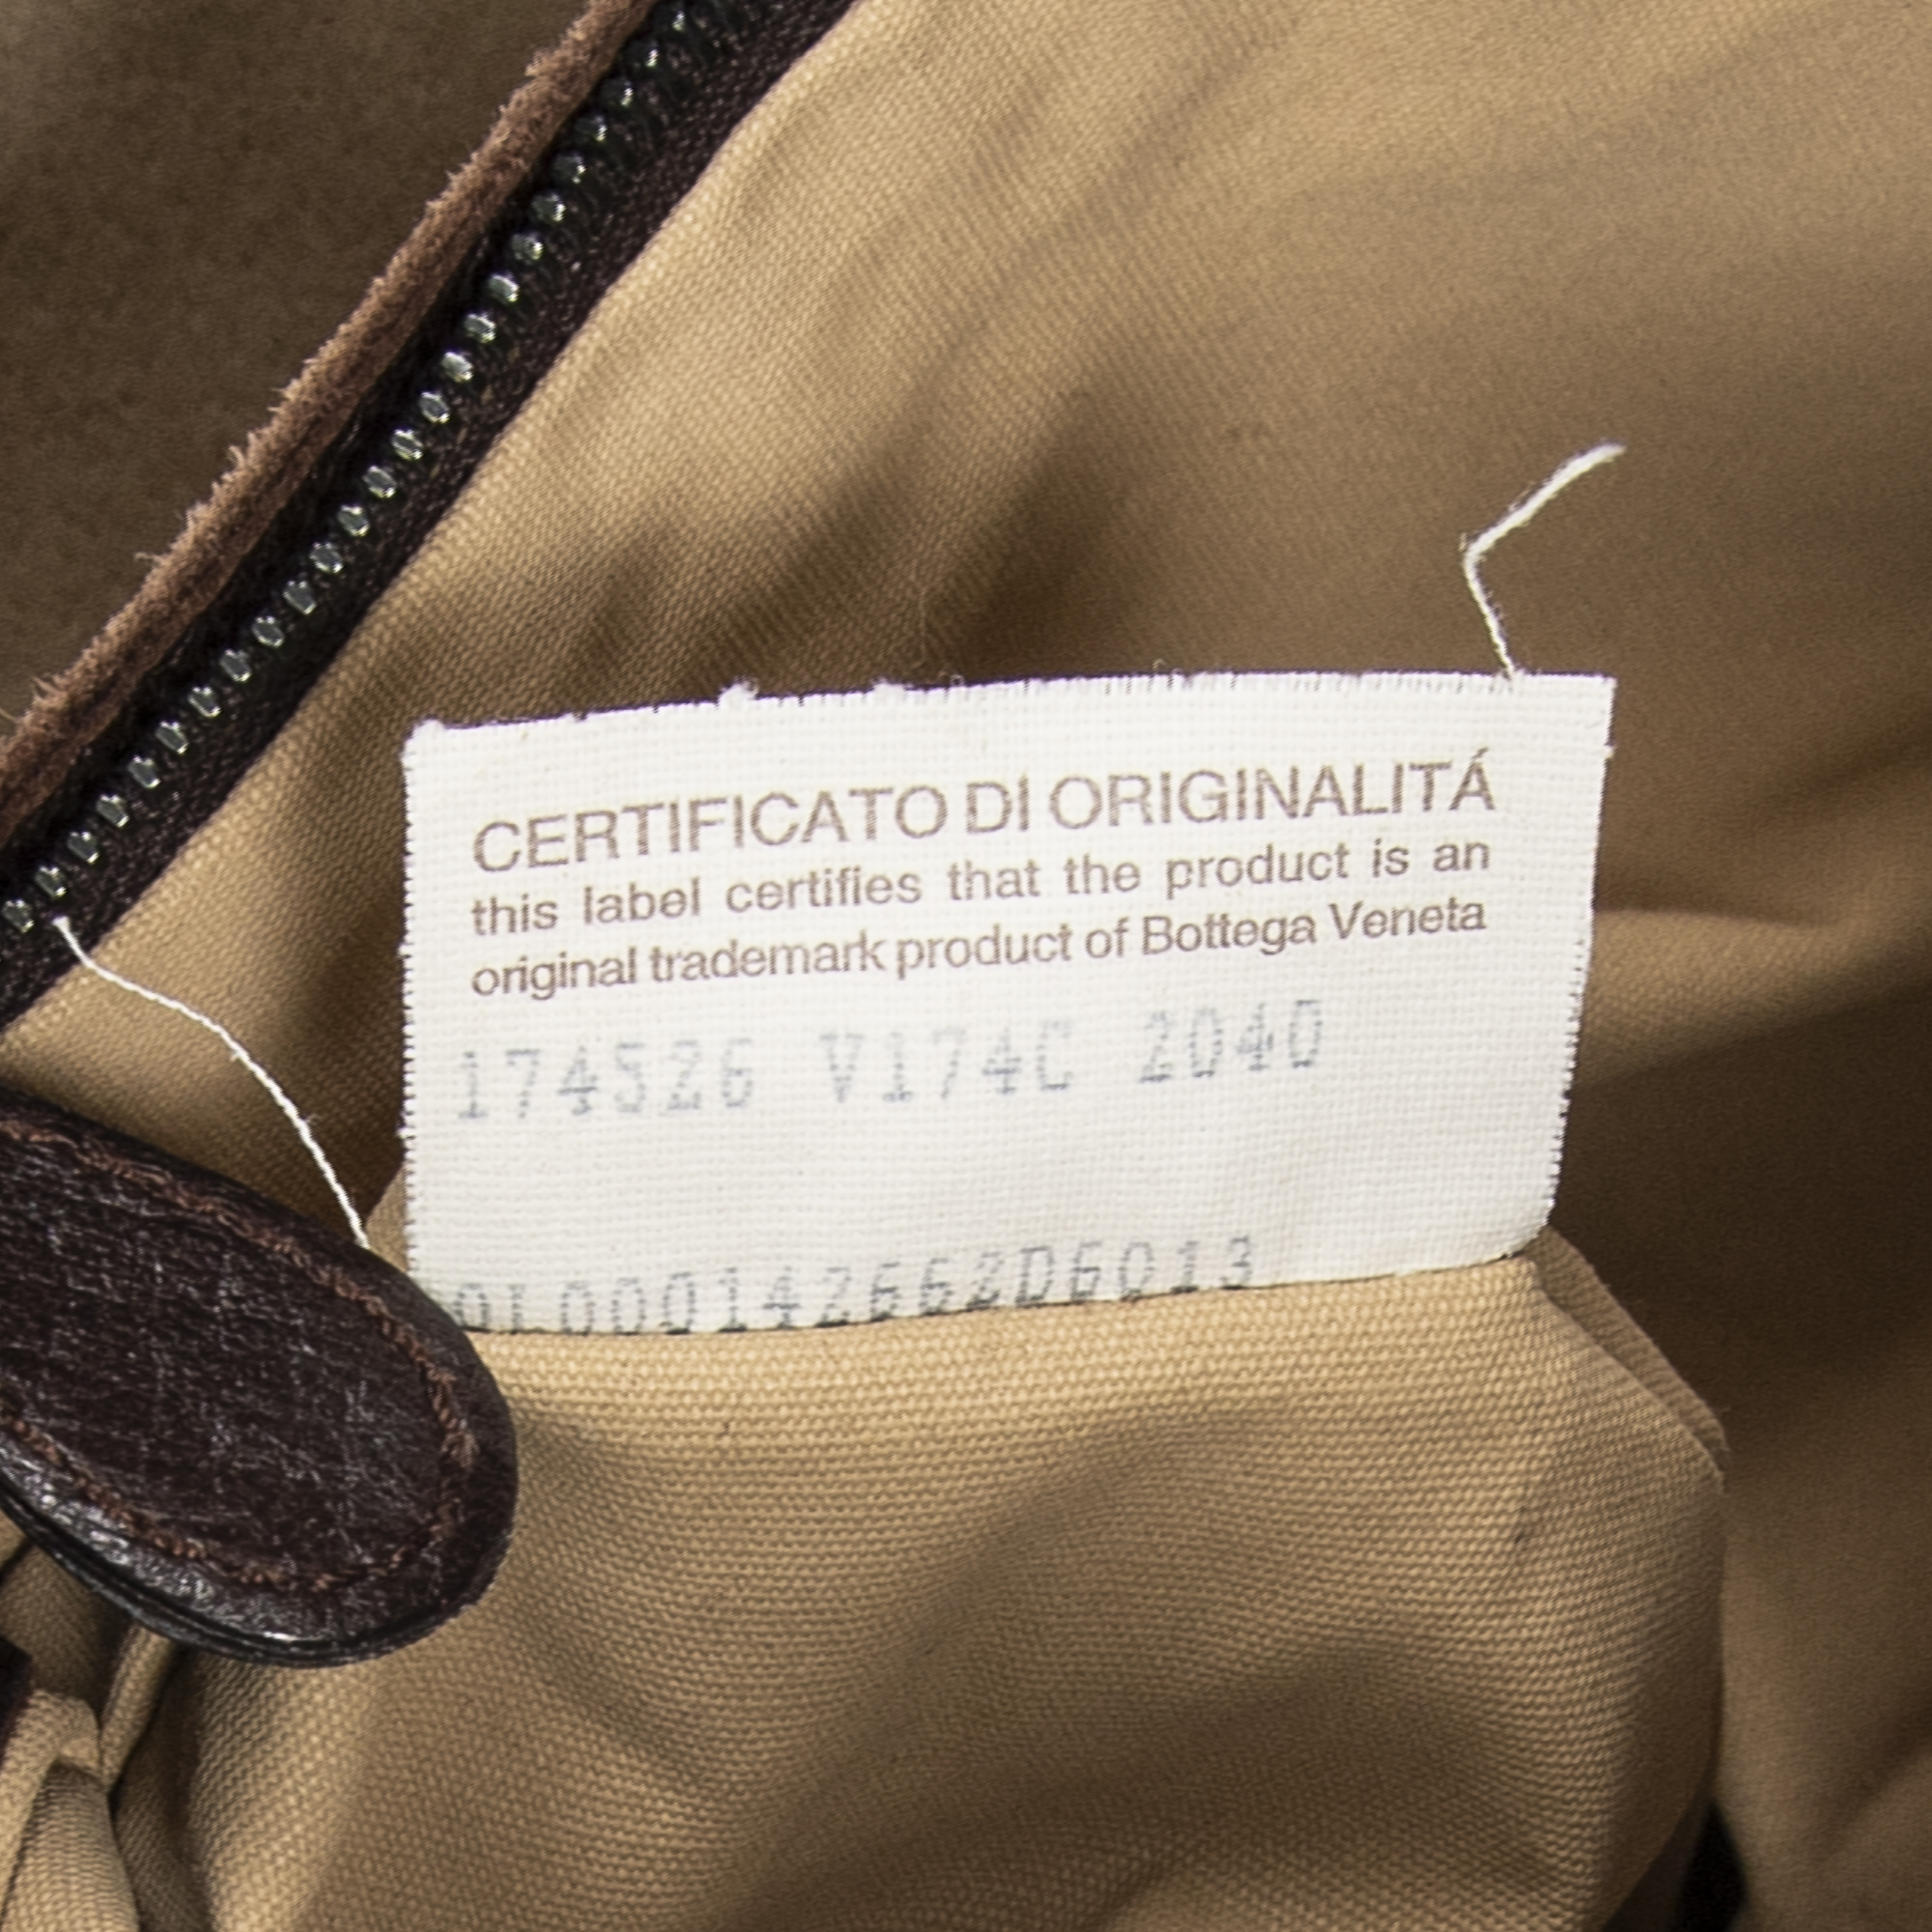 CERTIFICATO DI ORIGINALITÁ
this label certifies that the product is an
original trademark product of Bottega Veneta
174526 V174C 2040